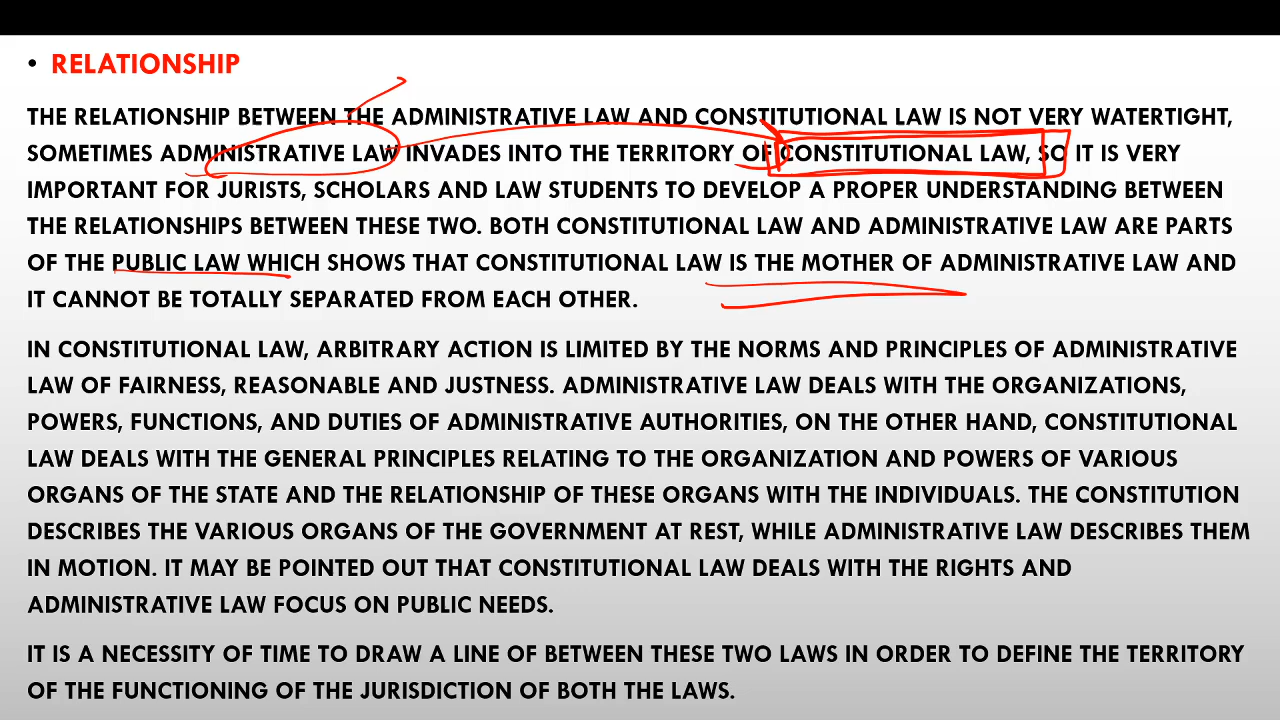 • RELATIONSHIP
THE RELATIONSHIP BETWEEN THE ADMINISTRATIVE LAW AND CONSTITUTIONAL LAW IS NOT VERY WATERTIGHT,
SOMETIMES ADMINISTRATIVE LAW INVADES INTO THE TERRITORY OF CONSTITUTIONAL LAW, SO IT IS VERY
IMPORTANT FOR JURISTS, SCHOLARS AND LAW STUDENTS TO DEVELOP A PROPER UNDERSTANDING BETWEEN
THE RELATIONSHIPS BETWEEN THESE TWO. BOTH CONSTITUTIONAL LAW AND ADMINISTRATIVE LAW ARE PARTS
OF THE PUBLIC LAW WHICH SHOWS THAT CONSTITUTIONAL LAW IS THE MOTHER OF ADMINISTRATIVE LAW AND
IT CANNOT BE TOTALLY SEPARATED FROM EACH OTHER.
IN CONSTITUTIONAL LAW, ARBITRARY ACTION IS LIMITED BY THE NORMS AND PRINCIPLES OF ADMINISTRATIVE
LAW OF FAIRNESS, REASONABLE AND JUSTNESS. ADMINISTRATIVE LAW DEALS WITH THE ORGANIZATIONS,
POWERS, FUNCTIONS, AND DUTIES OF ADMINISTRATIVE AUTHORITIES, ON THE OTHER HAND, CONSTITUTIONAL
LAW DEALS WITH THE GENERAL PRINCIPLES RELATING TO THE ORGANIZATION AND POWERS OF VARIOUS
ORGANS OF THE STATE AND THE RELATIONSHIP OF THESE ORGANS WITH THE INDIVIDUALS. THE CONSTITUTION
DESCRIBES THE VARIOUS ORGANS OF THE GOVERNMENT AT REST, WHILE ADMINISTRATIVE LAW DESCRIBES THEM
IN MOTION. IT MAY BE POINTED OUT THAT CONSTITUTIONAL LAW DEALS WITH THE RIGHTS AND
ADMINISTRATIVE LAW FOCUS ON PUBLIC NEEDS.
IT IS A NECESSITY OF TIME TO DRAW A LINE OF BETWEEN THESE TWO LAWS IN ORDER TO DEFINE THE TERRITORY
OF THE FUNCTIONING OF THE JURISDICTION OF BOTH THE LAWS.